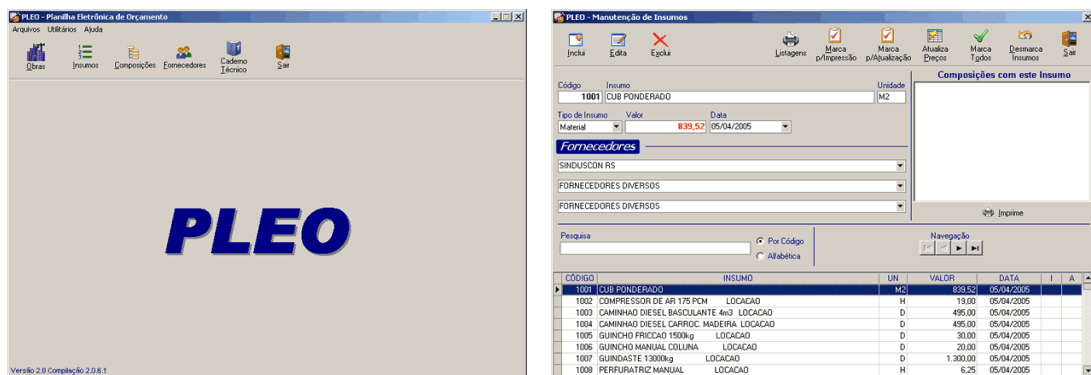 PLEO - Planilha Eletrônica de Orçamento
Arquivos Utilitários Ajuda
Obras Insumos Composições Fornecedores Caderno Técnico Sair
PLEO
Versão 2.0 Compilação 2.0.6.1
PLEO - Manutenção de Insumos
Inclui Edita Exclui Listagens Marca p/Impressão Marca p/Atualização Atualiza Preços Marca Todos Desmarca Insumos Sair
Composições com este Insumo
Código Insumo Unidade
1001 CUB PONDERADO M2
Tipo de Insumo Valor Data
Material 839,52 05/04/2005
Fornecedores
SINDUSCON RS
FORNECEDORES DIVERSOS
FORNECEDORES DIVERSOS
Imprime
Pesquisa
Por Código
Alfabética
Navegação
CÓDIGO INSUMO UN VALOR DATA I A
1001 CUB PONDERADO M2 839,52 05/04/2005
1002 COMPRESSOR DE AR 175 PCM LOCACAO H 19,00 05/04/2005
1003 CAMINHAO DIESEL BASCULANTE 4m3 LOCACAO D 495,00 05/04/2005
1004 CAMINHAO DIESEL CARROC. MADEIRA LOCACAO D 495,00 05/04/2005
1005 GUINCHO FRICCAO 1500kg LOCACAO D 30,00 05/04/2005
1006 GUINCHO MANUAL COLUNA LOCACAO D 20,00 05/04/2005
1007 GUINDASTE 13000kg LOCACAO D 1.300,00 05/04/2005
1008 PERFURATRIZ MANUAL LOCACAO H 6,25 05/04/2005